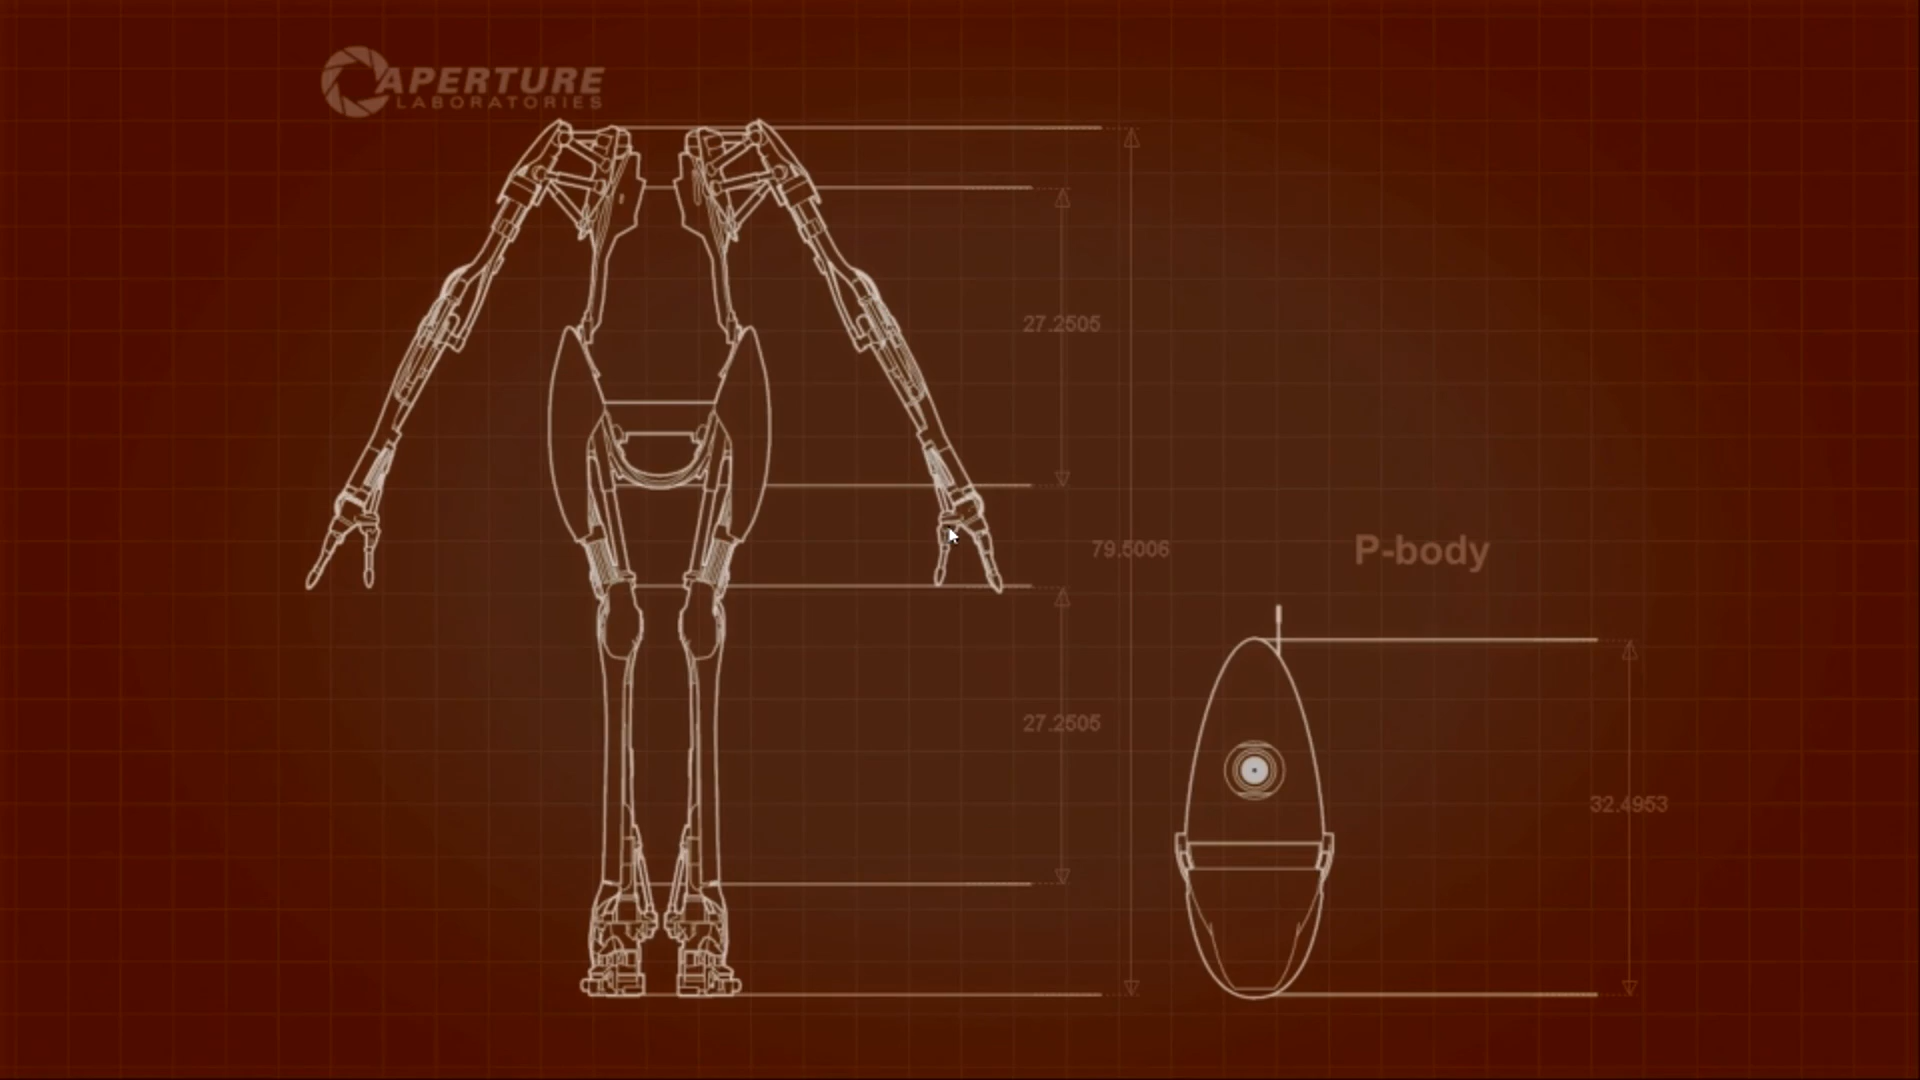 APERTURE
LABORATORIES
27.2505
79.5006
P-body
27.2505
32.4953